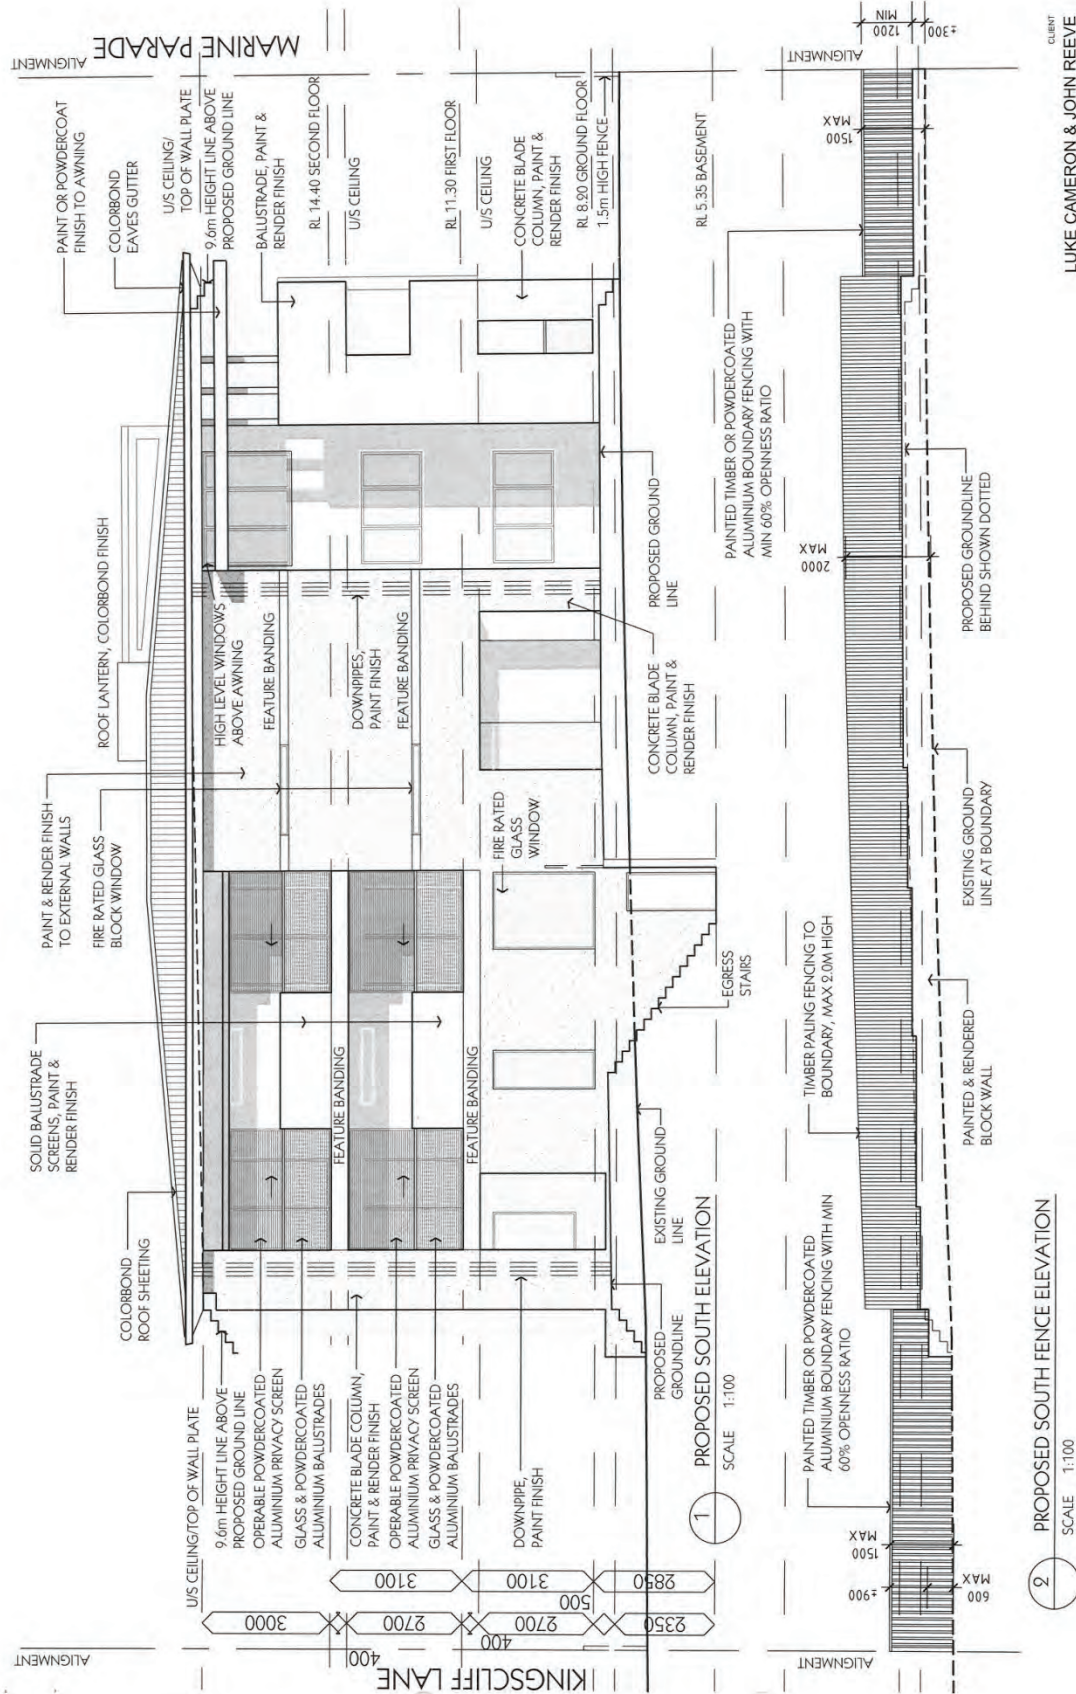 ALIGNMENT
MARINE PARADE
PAINT OR POWDERCOAT
FINISH TO AWNING
COLORBOND
EAVES GUTTER
U/S CEILING/
TOP OF WALL PLATE
9.6m HEIGHT LINE ABOVE
PROPOSED GROUND LINE
BALUSTRADE, PAINT &
RENDER FINISH
RL 14.40 SECOND FLOOR
U/S CEILING
RL 11.30 FIRST FLOOR
U/S CEILING
CONCRETE BLADE
COLUMN, PAINT &
RENDER FINISH
RL 8.20 GROUND FLOOR
1.5m HIGH FENCE
RL 5.35 BASEMENT
ROOF LANTERN, COLORBOND FINISH
HIGH LEVEL WINDOWS
ABOVE AWNING
FEATURE BANDING
DOWNPIPES,
PAINT FINISH
FEATURE BANDING
CONCRETE BLADE
COLUMN, PAINT &
RENDER FINISH
PROPOSED GROUND
LINE
PAINT & RENDER FINISH
TO EXTERNAL WALLS
FIRE RATED GLASS
BLOCK WINDOW
FIRE RATED
GLASS
WINDOW
EGRESS
STAIRS
SOLID BALUSTRADE
SCREENS, PAINT &
RENDER FINISH
FEATURE BANDING
FEATURE BANDING
COLORBOND
ROOF SHEETING
EXISTING GROUND
LINE
PROPOSED
GROUNDLINE
U/S CEILING/TOP OF WALL PLATE
9.6m HEIGHT LINE ABOVE
PROPOSED GROUND LINE
OPERABLE POWDERCOATED
ALUMINIUM PRIVACY SCREEN
GLASS & POWDERCOATED
ALUMINIUM BALUSTRADES
CONCRETE BLADE COLUMN,
PAINT & RENDER FINISH
OPERABLE POWDERCOATED
ALUMINIUM PRIVACY SCREEN
GLASS & POWDERCOATED
ALUMINIUM BALUSTRADES
DOWNPIPE,
PAINT FINISH
3100
3100
2850
500
3000
2700
2700
2350
400
400
ALIGNMENT
KINGSCLIFF LANE
1
PROPOSED SOUTH ELEVATION
SCALE 1:100
ALIGNMENT
1200
MIN
±300
1500
MAX
PAINTED TIMBER OR POWDERCOATED
ALUMINIUM BOUNDARY FENCING WITH
MIN 60% OPENNESS RATIO
2000
MAX
PROPOSED GROUNDLINE
BEHIND SHOWN DOTTED
EXISTING GROUND
LINE AT BOUNDARY
TIMBER PALING FENCING TO
BOUNDARY, MAX 2.0M HIGH
PAINTED & RENDERED
BLOCK WALL
PAINTED TIMBER OR POWDERCOATED
ALUMINIUM BOUNDARY FENCING WITH MIN
60% OPENNESS RATIO
1500
MAX
±900
600
MAX
ALIGNMENT
2
PROPOSED SOUTH FENCE ELEVATION
SCALE 1:100
CLIENT
LUKE CAMERON & JOHN REEVE